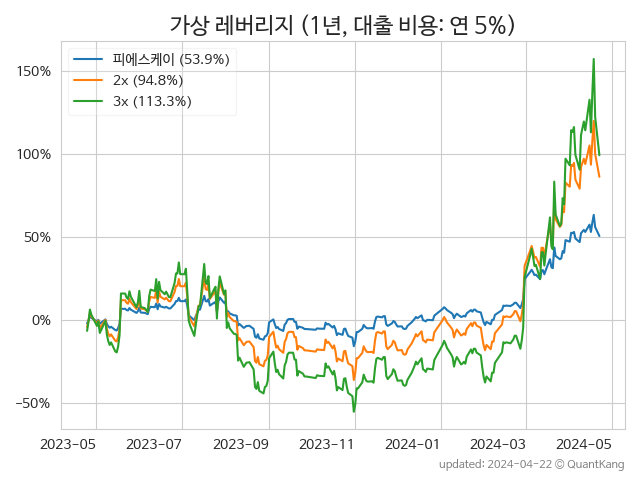 가상 레버리지 (1년, 대출 비용: 연 5%)
피에스케이 (53.9%)
2x (94.8%)
3x (113.3%)
150%
100%
50%
0%
−50%
2023-05 2023-07 2023-09 2023-11 2024-01 2024-03 2024-05
updated: 2024-04-22 © QuantKang